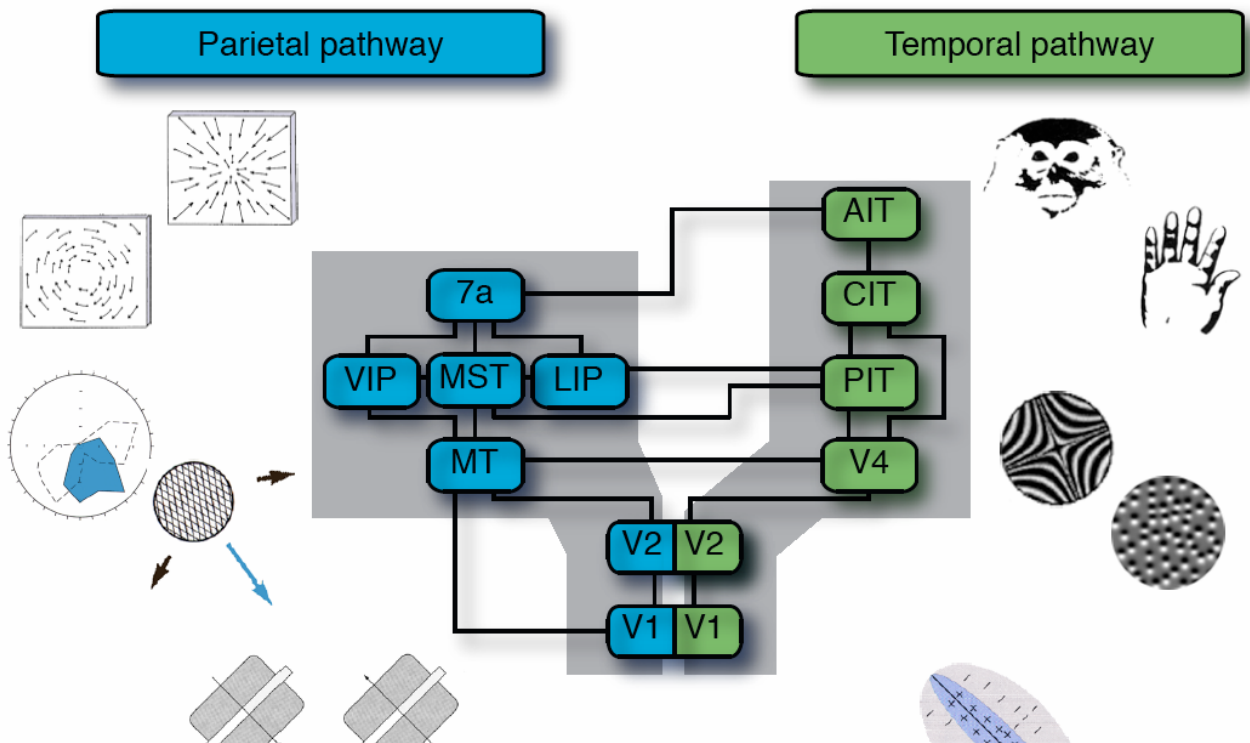 Parietal pathway
Temporal pathway
AIT
7a
CIT
VIP
MST
LIP
PIT
MT
V4
V2
V2
V1
V1